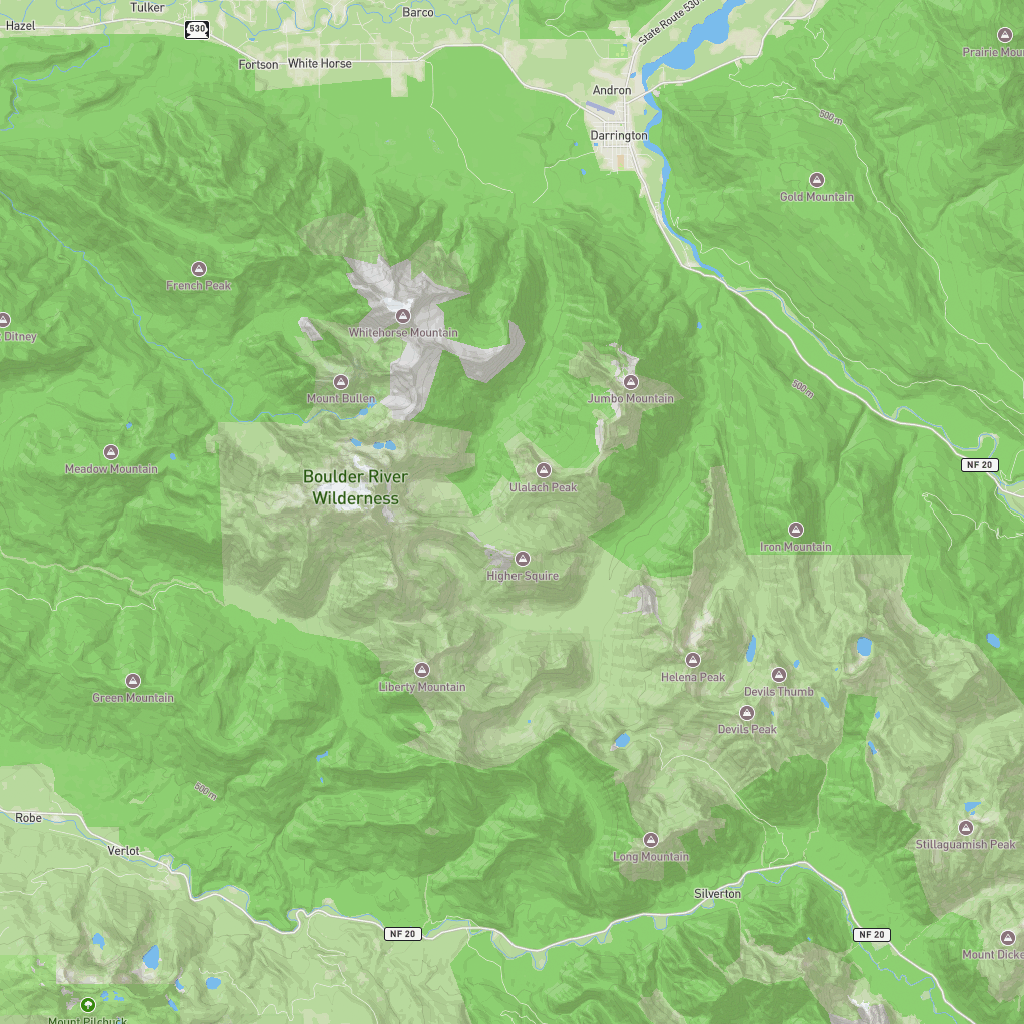 Tulker
Barco
Hazel
530
State Route 530
Fortson
White Horse
Prairie Moun
Andron
500 m
Darrington
Gold Mountain
French Peak
Whitehorse Mountain
t Ditney
500m
Mount Bullen
Jumbo Mountain
Meadow Mountain
NF 20
Boulder River
Wilderness
Ulalach Peak
Iron Mountain
Higher Squire
Helena Peak
Liberty Mountain
Devils Thumb
Green Mountain
Devils Peak
500 m
Robe
Stillaguamish Peak
Verlot
Long Mountain
Silverton
NF 20
NF 20
Mount Dicke
Mount Pilchuck